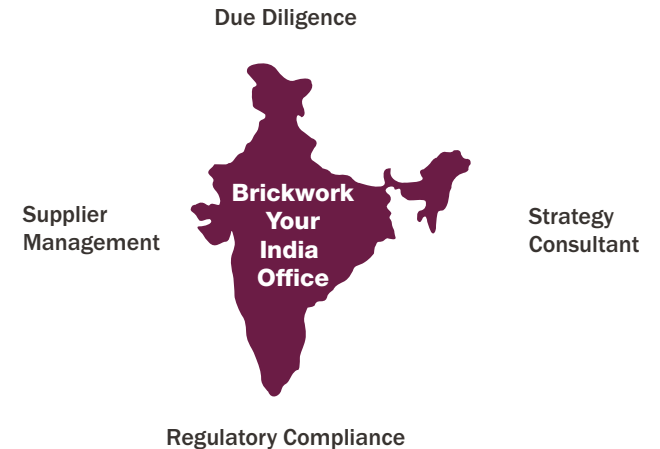 Due Diligence
Brickwork
Your
India
Office
Supplier
Management
Strategy
Consultant
Regulatory Compliance